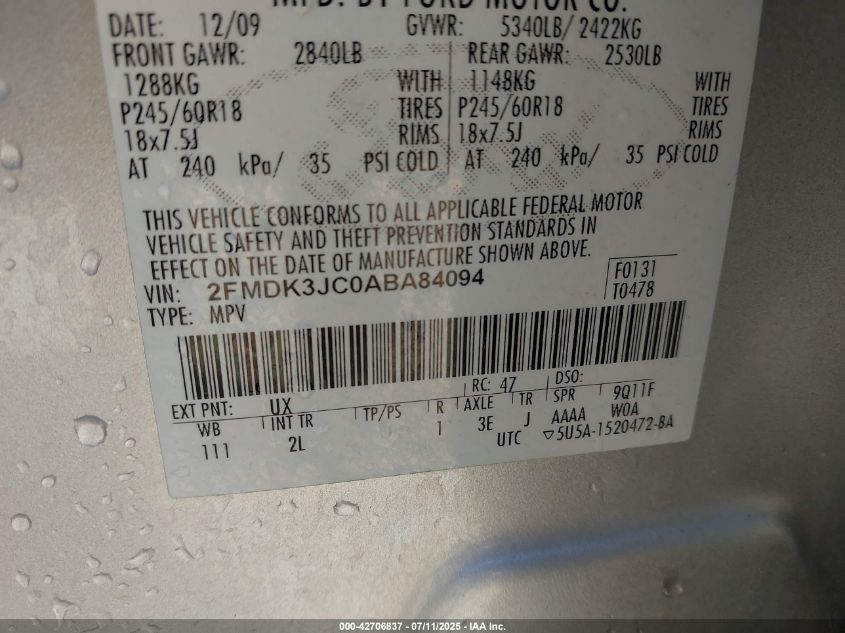 MFD. BY FORD MOTOR CO.
DATE: 12/09 GVWR: 5340LB/ 2422KG
FRONT GAWR: 2840LB REAR GAWR: 2530LB
1288KG WITH 1148KG WITH
P245/60R18 TIRES P245/60R18 TIRES
18x7.5J RIMS 18x7.5J RIMS
AT 240 kPa/ 35 PSI COLD AT 240 kPa/ 35 PSI COLD
THIS VEHICLE CONFORMS TO ALL APPLICABLE FEDERAL MOTOR
VEHICLE SAFETY AND THEFT PREVENTION STANDARDS IN
EFFECT ON THE DATE OF MANUFACTURE SHOWN ABOVE.
VIN: 2FMDK3JC0ABA84094
F0131
TYPE: MPV
T0478
RC: 47 DSO:
EXT PNT: UX
WB INT TR TP/PS R AXLE TR SPR 9Q11F
111 2L 1 3E J AAAA W0A
UTC ▽5U5A-1520472-BA
000-42706837 - 07/11/2025 - IAA Inc.